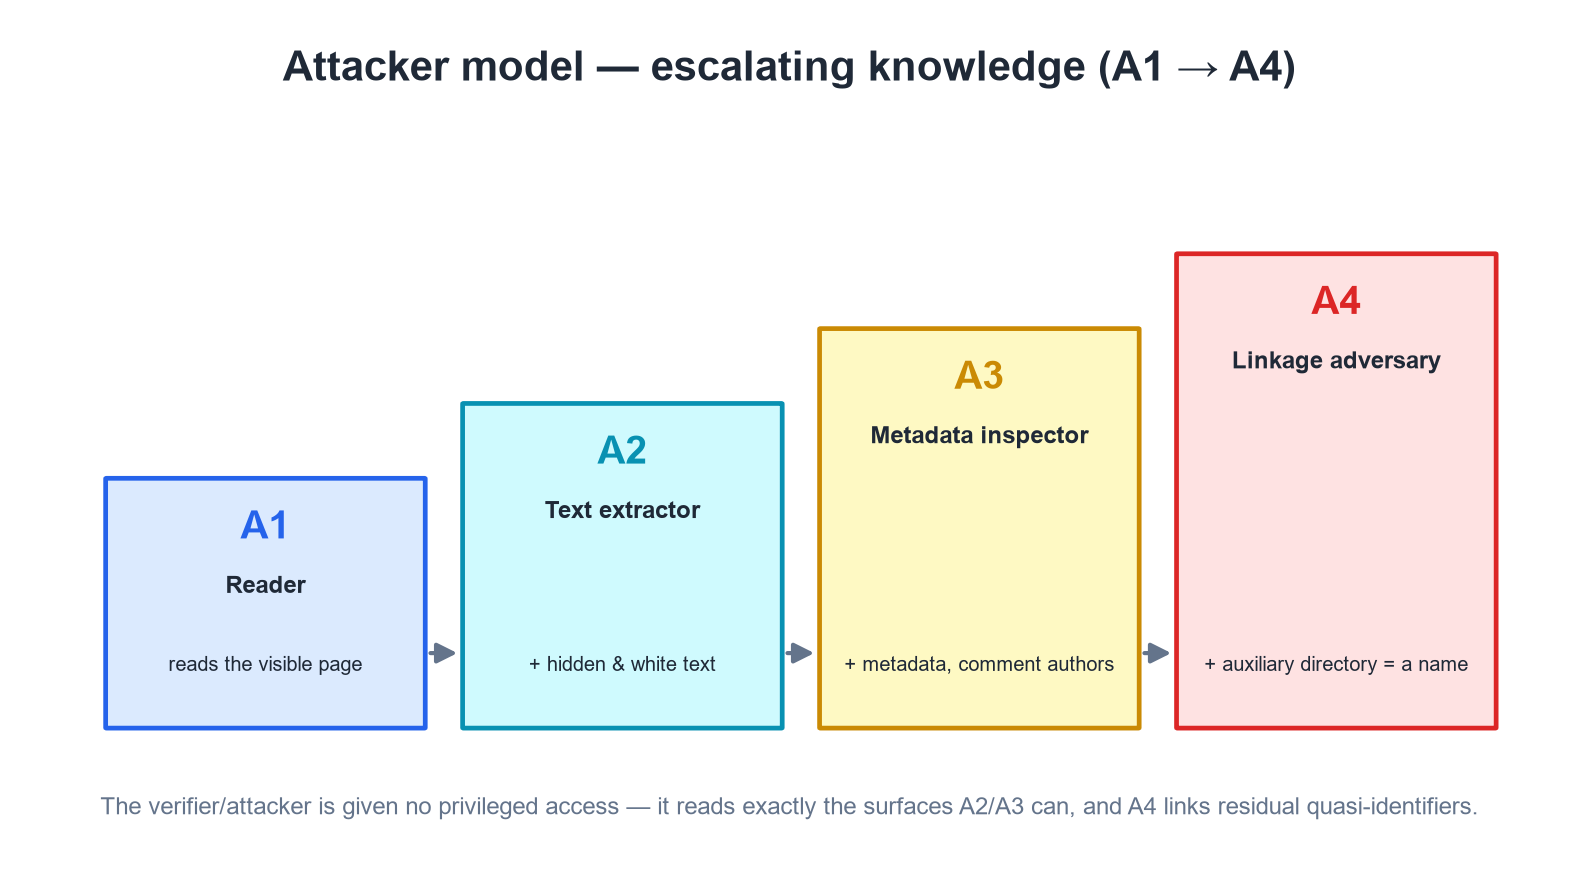 Attacker model — escalating knowledge (A1 → A4)
A1
Reader
reads the visible page
A2
Text extractor
+ hidden & white text
A3
Metadata inspector
+ metadata, comment authors
A4
Linkage adversary
+ auxiliary directory = a name
The verifier/attacker is given no privileged access — it reads exactly the surfaces A2/A3 can, and A4 links residual quasi-identifiers.